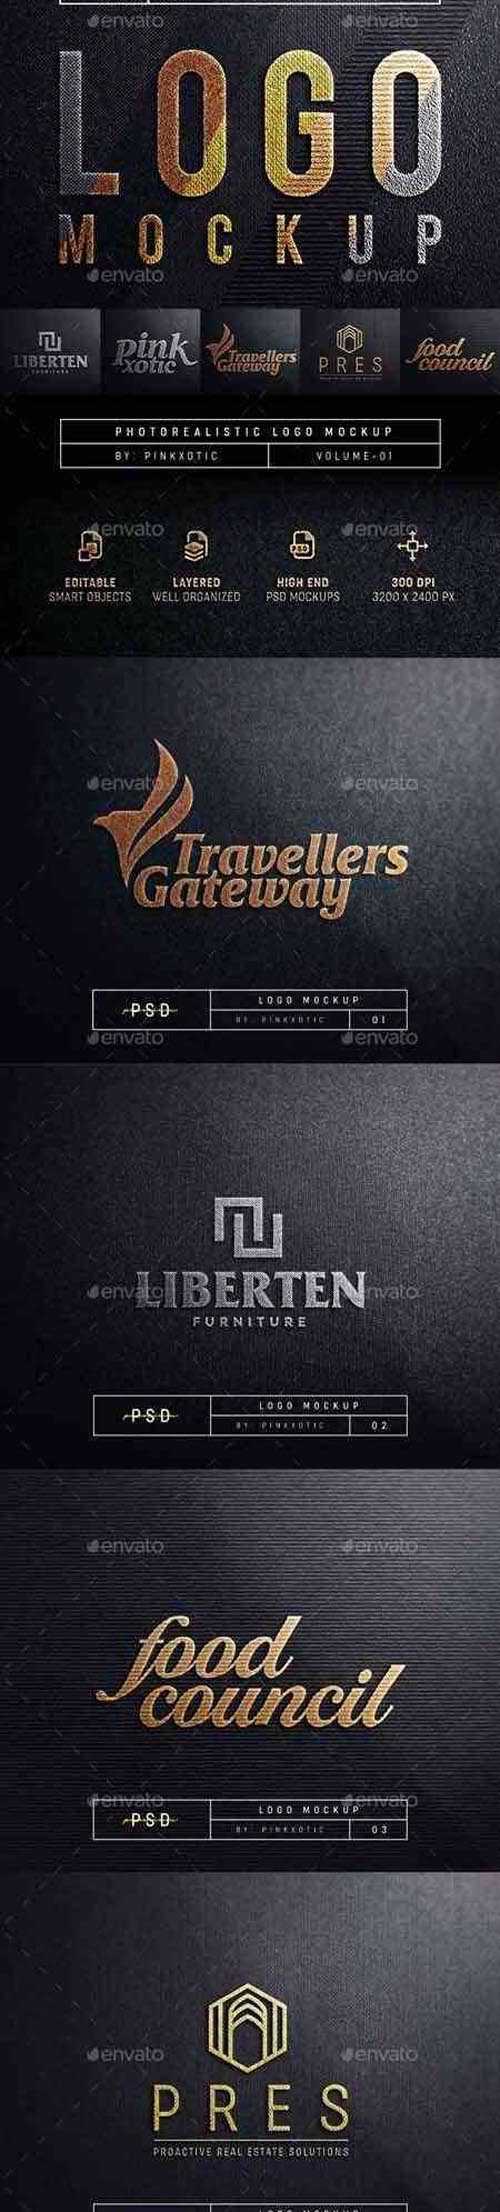 envato envato
LOGO
MOCKUP
envato envato
LIBERTEN
FURNITURE
pink
xotic
Travellers
Gateway
PRES
food
council
PHOTOREALISTIC LOGO MOCKUP
BY: PINKXOTIC VOLUME-01
envato envato
PSD
EDITABLE
SMART OBJECTS
LAYERED
WELL ORGANIZED
HIGH END
PSD MOCKUPS
300 DPI
3200 X 2400 PX
envato envato
Travellers
Gateway
PSD
LOGO MOCKUP
BY: PINKXOTIC 01
envato envato
envato envato
LIBERTEN
FURNITURE
PSD
LOGO MOCKUP
BY: PINKXOTIC 02
envato envato
food
council
envato envato
PSD
LOGO MOCKUP
BY: PINKXOTIC 03
envato envato
PRES
PROACTIVE REAL ESTATE SOLUTIONS